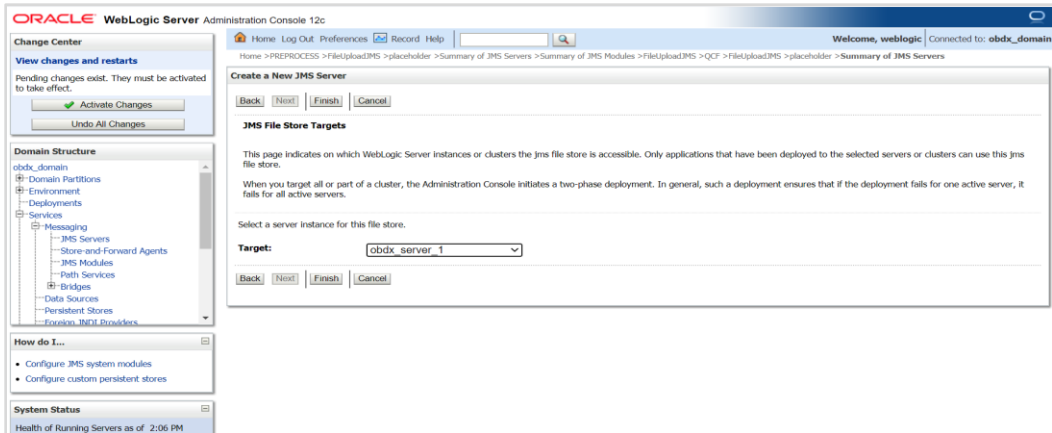 ORACLE WebLogic Server Administration Console 12c
Change Center
View changes and restarts
Pending changes exist. They must be activated
to take effect.
Activate Changes
Undo All Changes
Domain Structure
obdx_domain
Domain Partitions
Environment
Deployments
Services
Messaging
JMS Servers
Store-and-Forward Agents
JMS Modules
Path Services
Bridges
Data Sources
Persistent Stores
Foreign JNDI Providers
How do I...
Configure JMS system modules
Configure custom persistent stores
System Status
Health of Running Servers as of 2:06 PM
Home Log Out Preferences Record Help
Welcome, weblogic Connected to: obdx_domain
Home >PREPROCESS >FileUploadJMS >placeholder >Summary of JMS Servers >Summary of JMS Modules >FileUploadJMS >QCF >FileUploadJMS >placeholder >Summary of JMS Servers
Create a New JMS Server
Back Next Finish Cancel
JMS File Store Targets
This page indicates on which WebLogic Server instances or clusters the jms file store is accessible. Only applications that have been deployed to the selected servers or clusters can use this jms
file store.
When you target all or part of a cluster, the Administration Console initiates a two-phase deployment. In general, such a deployment ensures that if the deployment fails for one active server, it
fails for all active servers.
Select a server instance for this file store.
Target: obdx_server_1
Back Next Finish Cancel